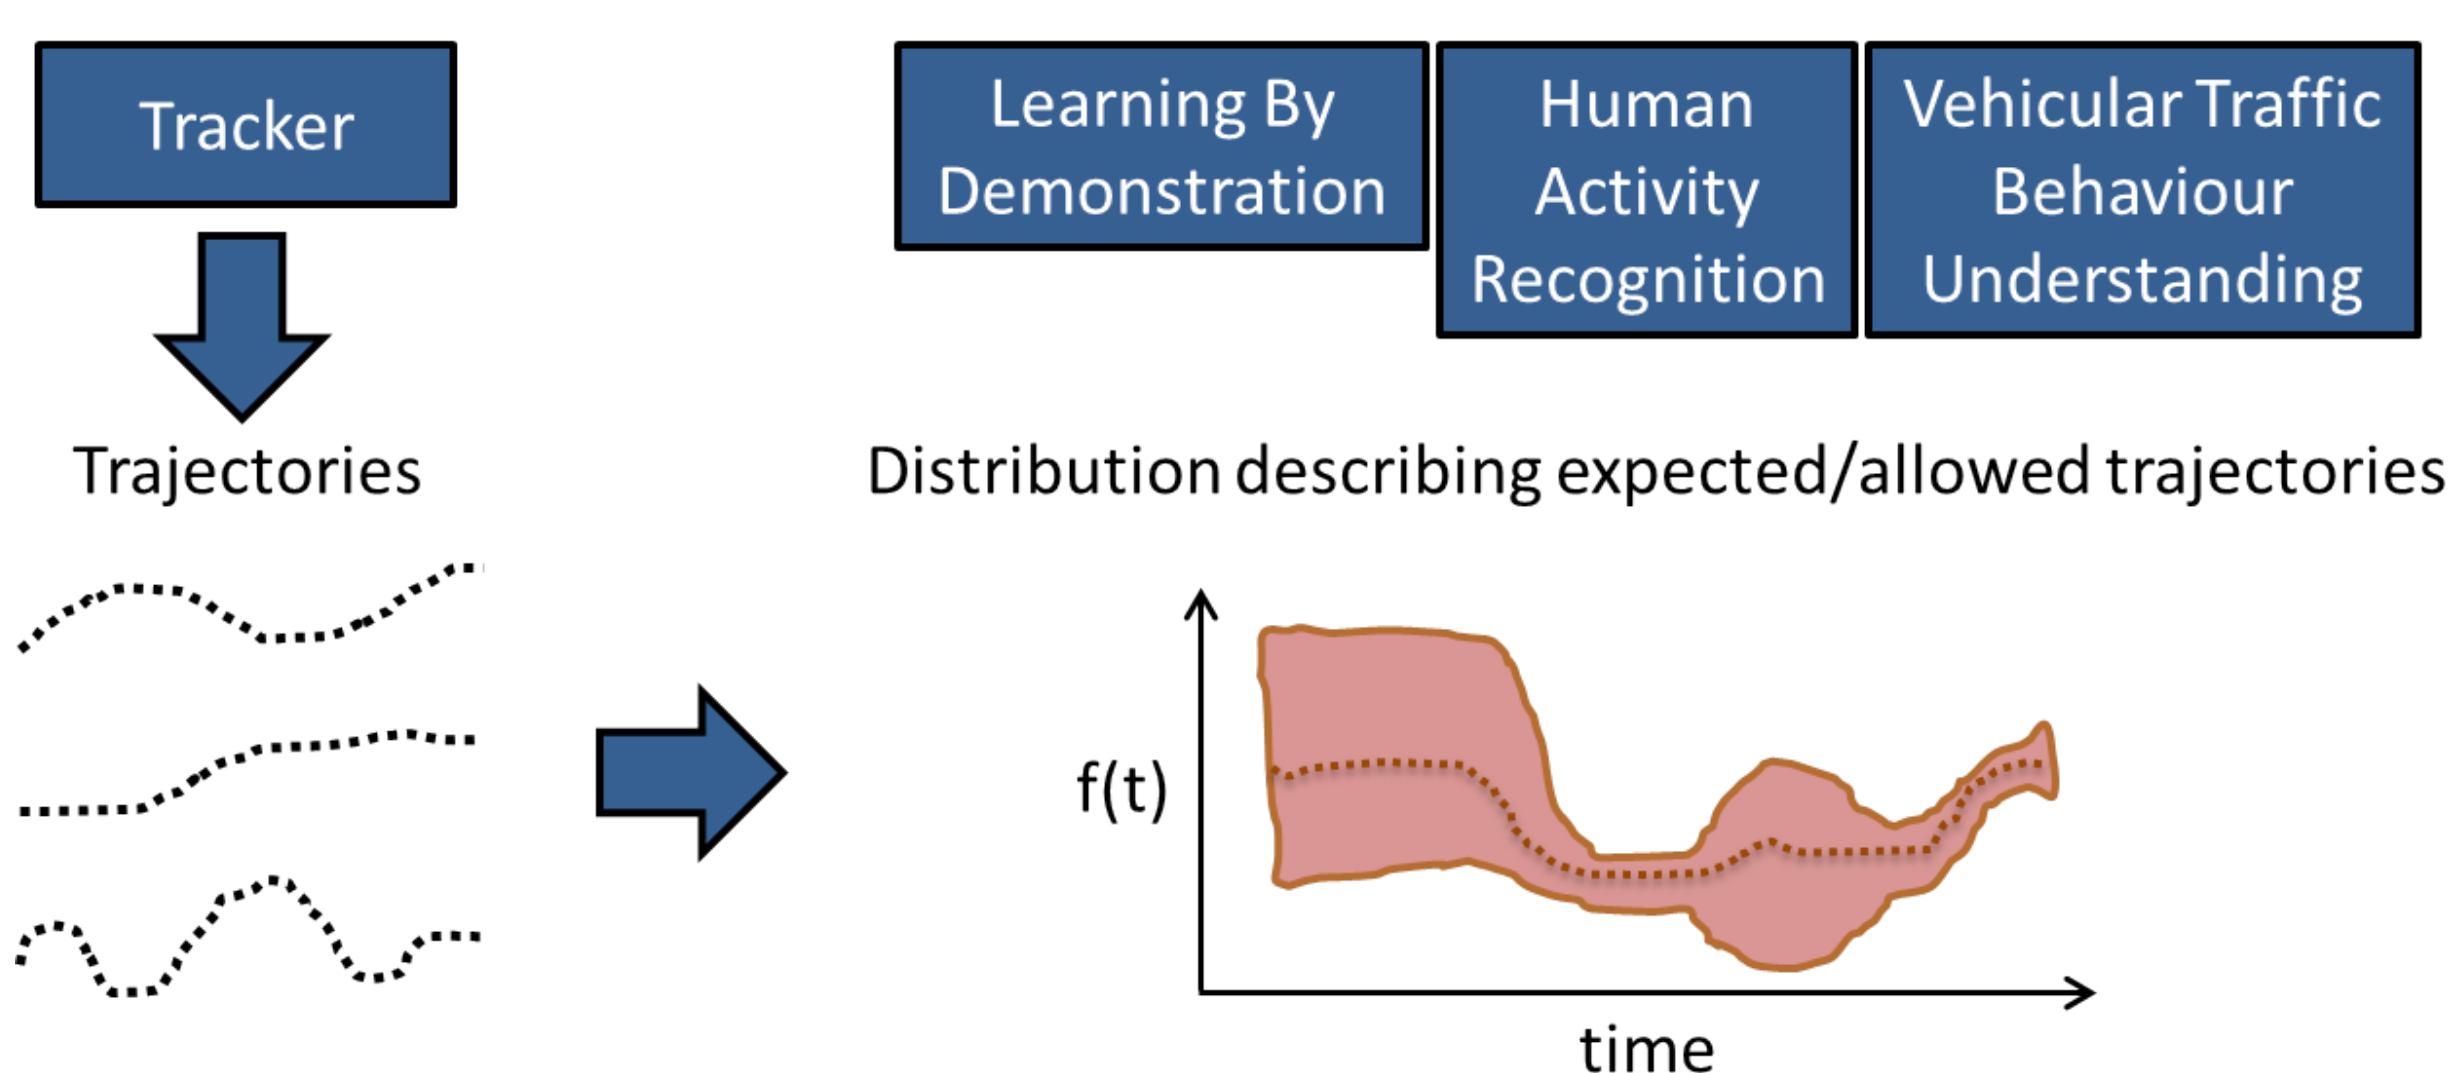 Tracker
Learning By
Demonstration
Human
Activity
Recognition
Vehicular Traffic
Behaviour
Understanding
Trajectories
Distribution describing expected/allowed trajectories
f(t)
time